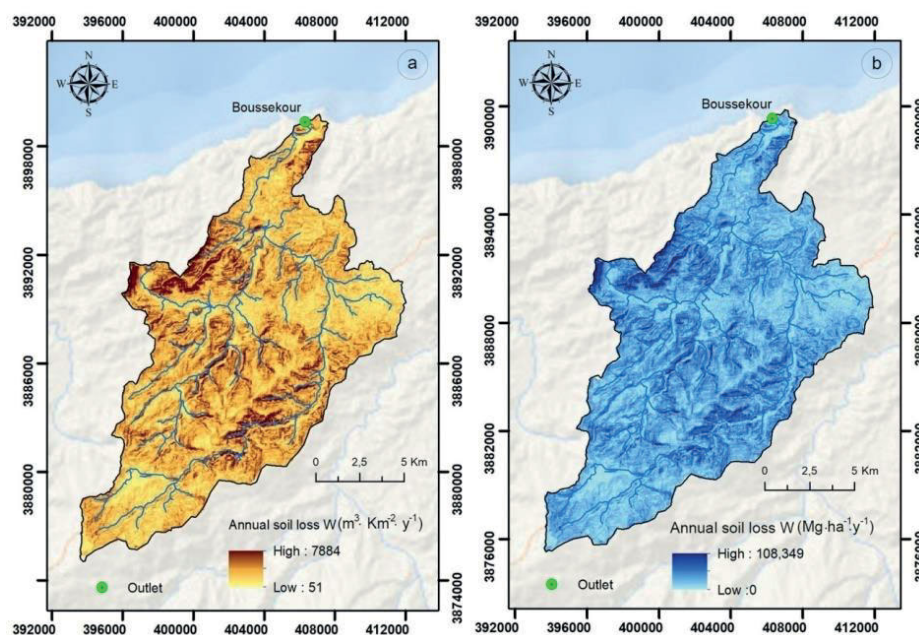 392000 396000 400000 404000 408000 412000
a
N
W E
S
Boussekour
3898000
3892000
3886000
3880000
3874000
0 2,5 5 Km
Annual soil loss W (m³· Km⁻²· y⁻¹)
High : 7884
Low : 51
Outlet
392000 396000 400000 404000 408000 412000
392000 396000 400000 404000 408000 412000
b
N
W E
S
Boussekour
3900000
3894000
3888000
3882000
3876000
0 2,5 5 Km
Annual soil loss W (Mg·ha⁻¹·y⁻¹)
High : 108,349
Low :0
Outlet
392000 396000 400000 404000 408000 412000